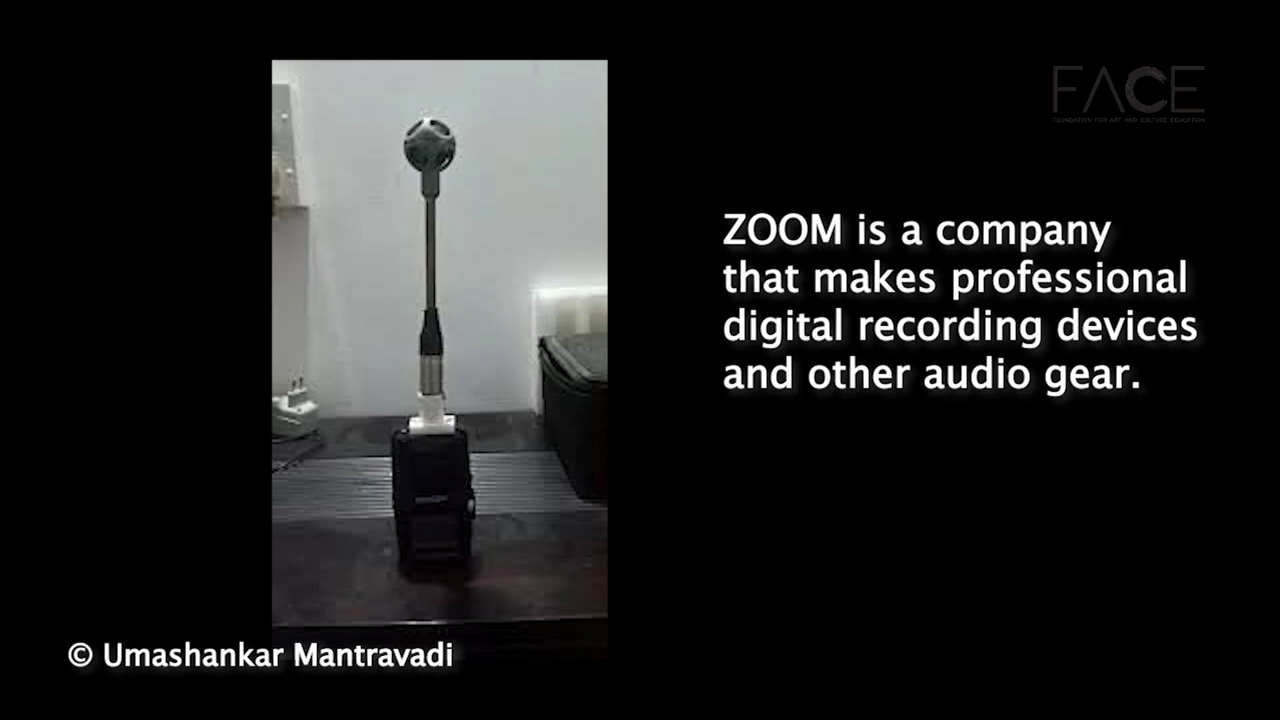 FACE
FOUNDATION FOR ART AND CULTURE EDUCATION
ZOOM is a company
that makes professional
digital recording devices
and other audio gear.
© Umashankar Mantravadi